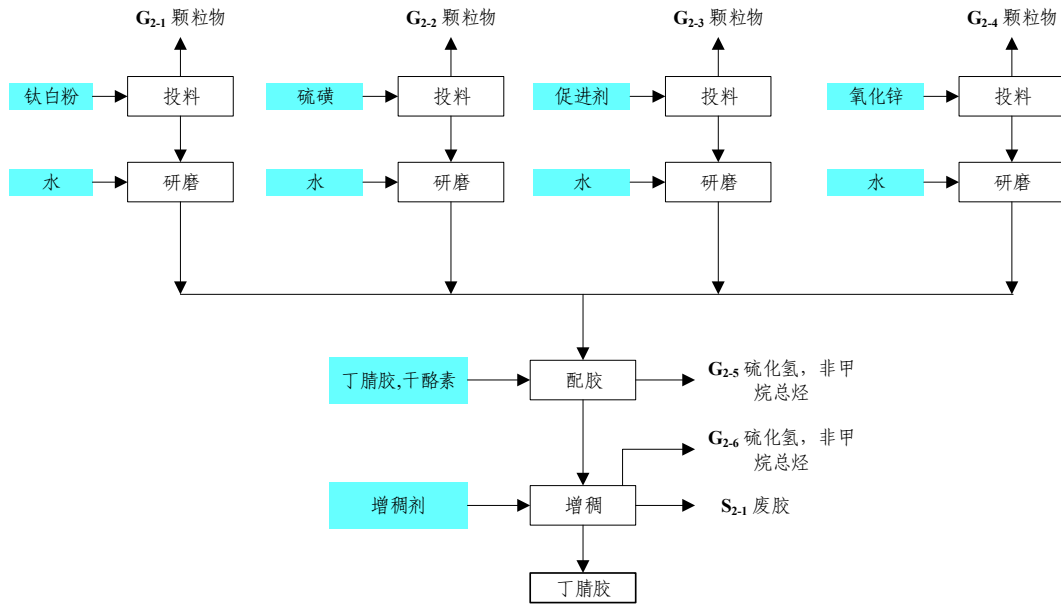 G2-1 颗粒物
G2-2 颗粒物
G2-3 颗粒物
G2-4 颗粒物
钛白粉
投料
硫磺
投料
促进剂
投料
氧化锌
投料
水
研磨
水
研磨
水
研磨
水
研磨
丁腈胶,干酪素
配胶
G2-5 硫化氢，非甲
烷总烃
G2-6 硫化氢，非甲
烷总烃
增稠剂
增稠
S2-1 废胶
丁腈胶